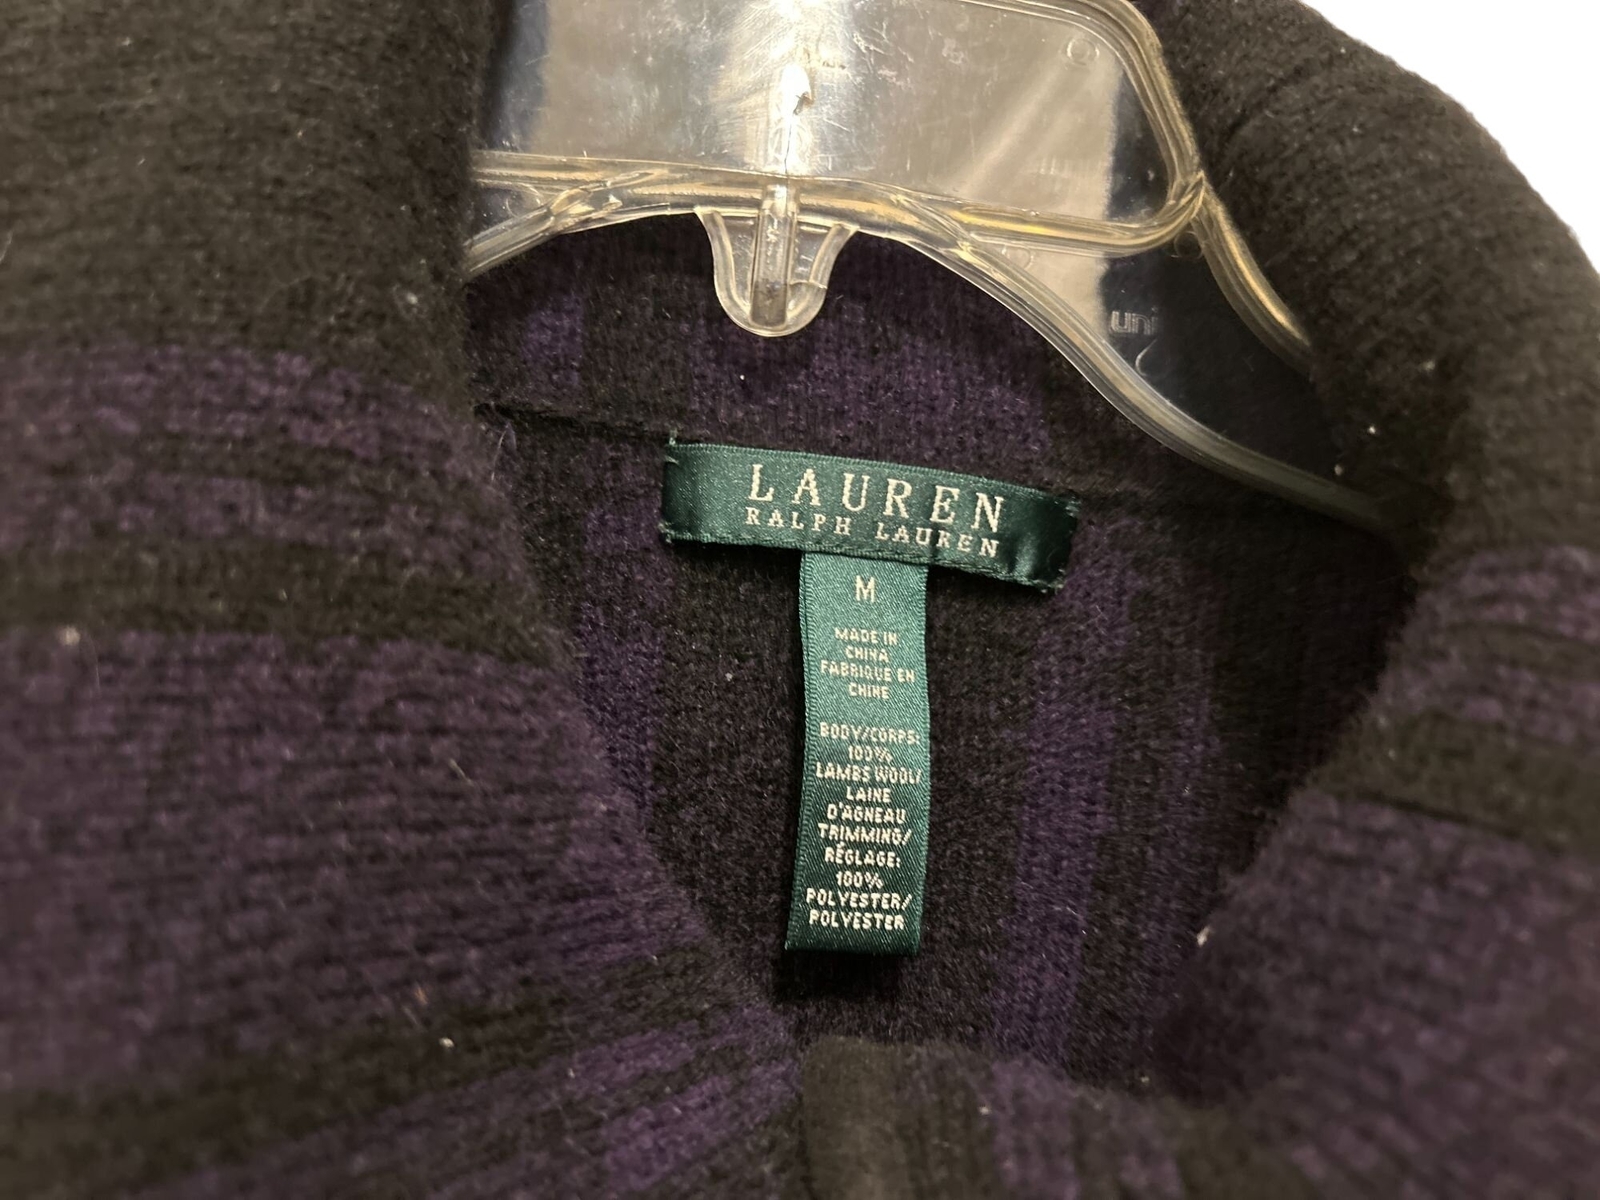 LAUREN
RALPH LAUREN
M
MADE IN
CHINA
FABRIQUE EN
CHINE
BODY/CORPS:
100%
LAMBS WOOL/
LAINE
D'AGNEAU
TRIMMING/
RÉGLAGE:
100%
POLYESTER/
POLYESTER
uni